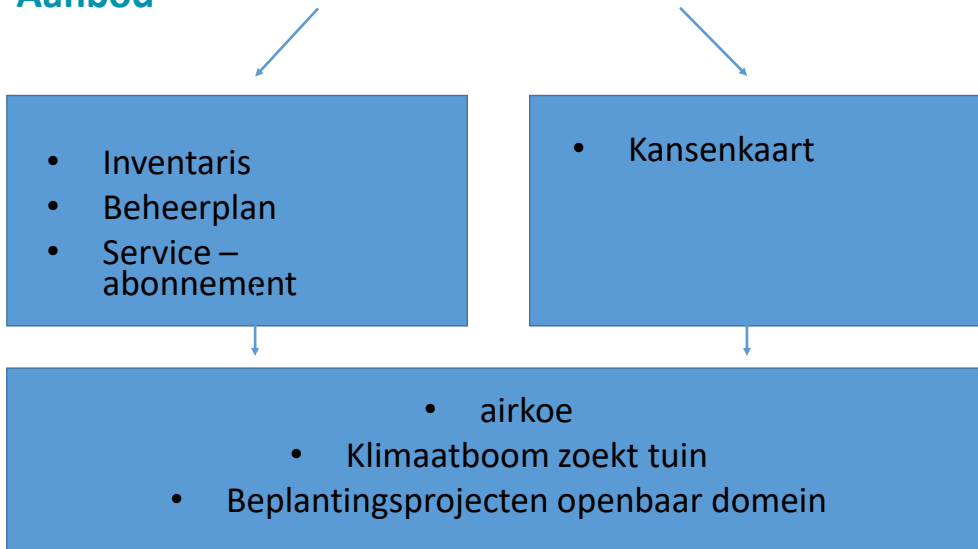 Aanbod
• Inventaris
• Beheerplan
• Service –
abonnement
• Kansenkaart
• airkoe
• Klimaatboom zoekt tuin
• Beplantingsprojecten openbaar domein